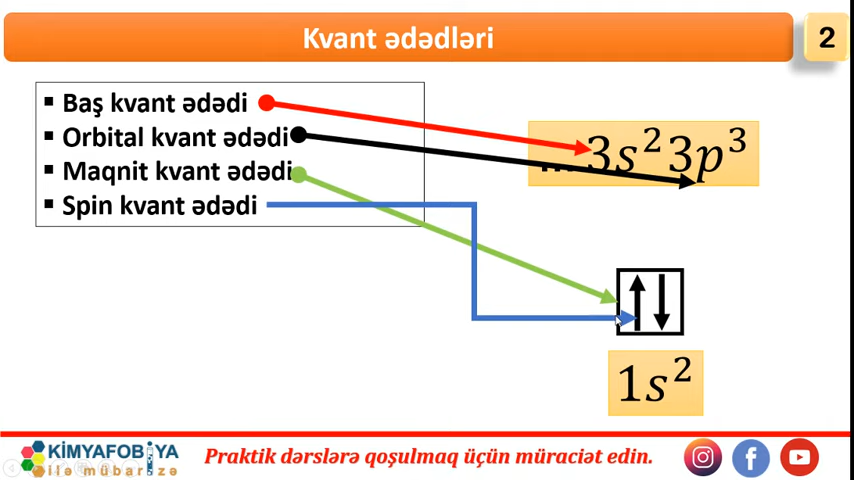 Kvant ədədləri
2
▪ Baş kvant ədədi
▪ Orbital kvant ədədi
▪ Maqnit kvant ədədi
▪ Spin kvant ədədi
...3s²3p³
1s²
KİMYAFOBİYA
ilə mübarizə
Praktik dərslərə qoşulmaq üçün müraciət edin.